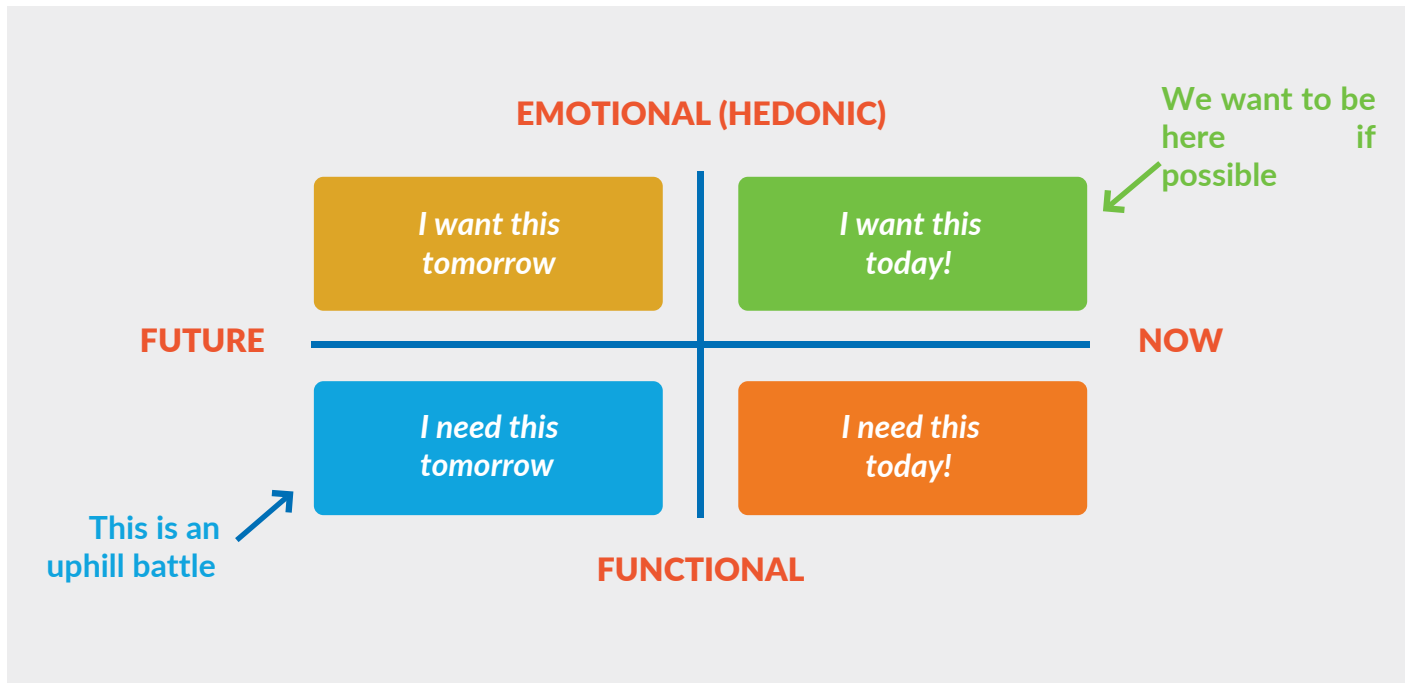 We want to be
here if
possible
EMOTIONAL (HEDONIC)
I want this
tomorrow
I want this
today!
FUTURE
NOW
I need this
tomorrow
I need this
today!
This is an
uphill battle
FUNCTIONAL